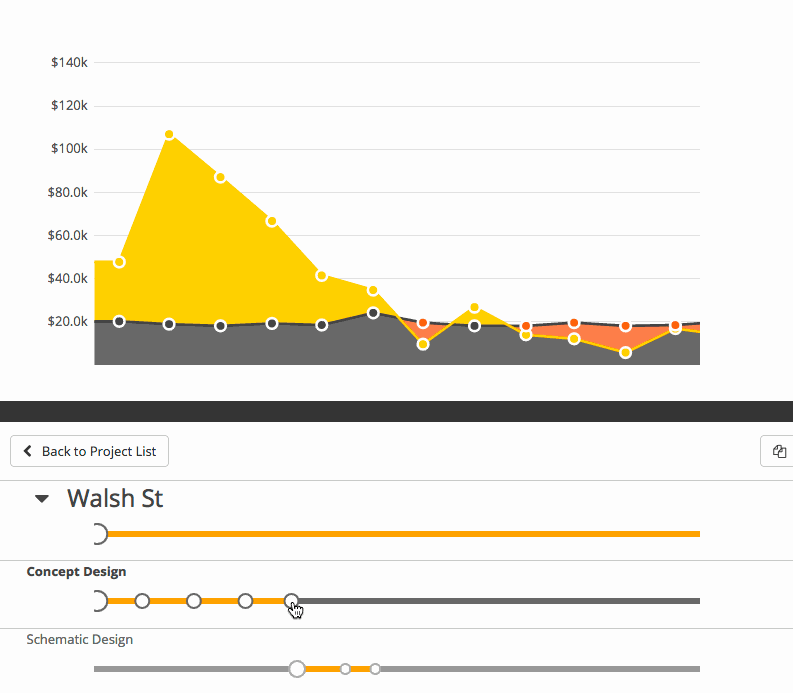 $140k
$120k
$100k
$80.0k
$60.0k
$40.0k
$20.0k
Back to Project List
Walsh St
Concept Design
Schematic Design